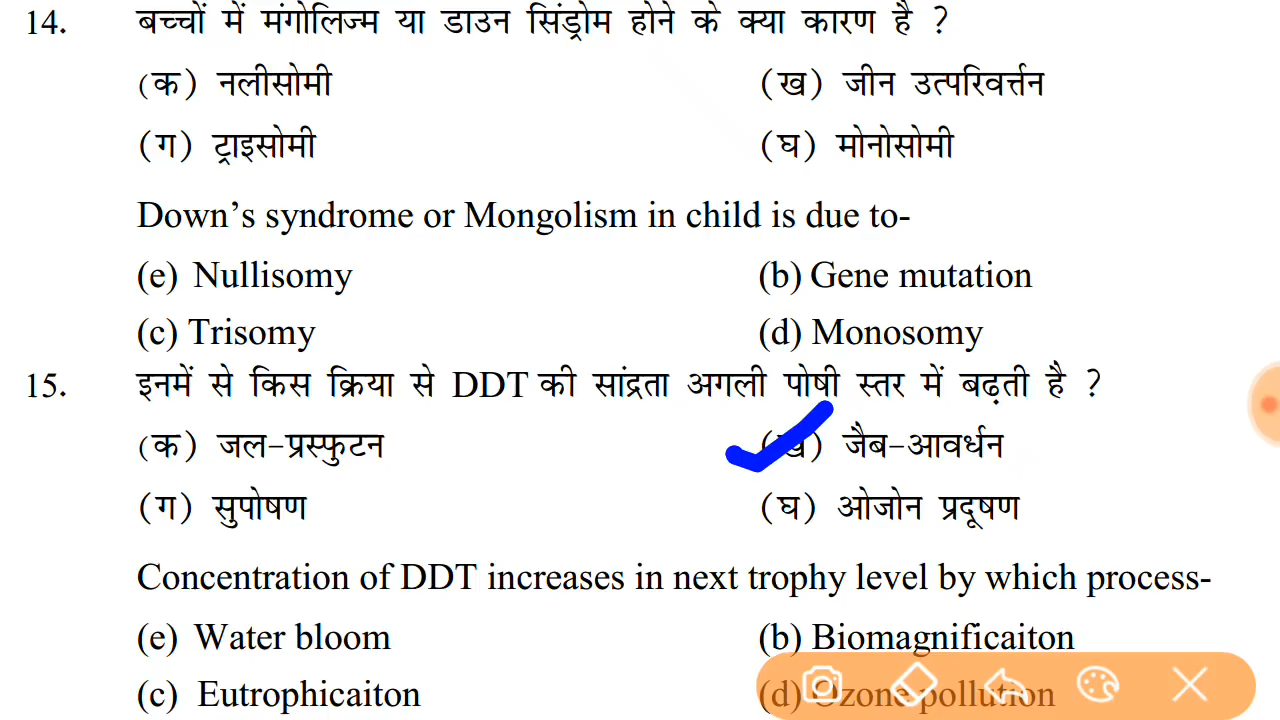 14. बच्चों में मंगोलिज्म या डाउन सिंड्रोम होने के क्या कारण है ?
(क) नलीसोमी (ख) जीन उत्परिवर्त्तन
(ग) ट्राइसोमी (घ) मोनोसोमी
Down’s syndrome or Mongolism in child is due to-
(e) Nullisomy (b) Gene mutation
(c) Trisomy (d) Monosomy
15. इनमें से किस क्रिया से DDT की सांद्रता अगली पोषी स्तर में बढ़ती है ?
(क) जल-प्रस्फुटन (ख) जैब-आवर्धन
(ग) सुपोषण (घ) ओजोन प्रदूषण
Concentration of DDT increases in next trophy level by which process-
(e) Water bloom (b) Biomagnificaiton
(c) Eutrophicaiton (d) Ozone pollution